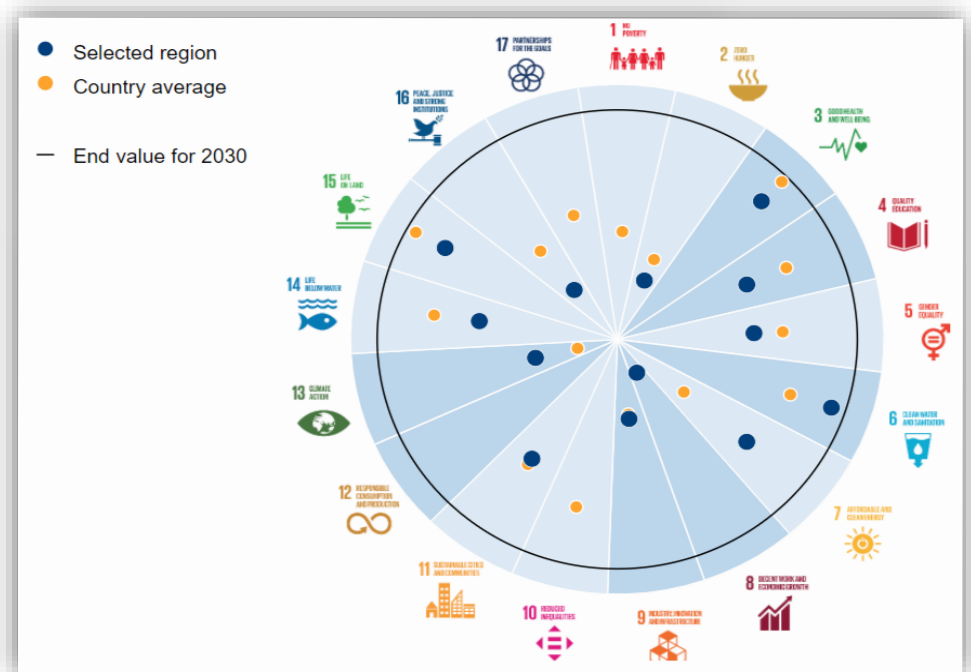 Selected region
Country average
End value for 2030
1 NO
POVERTY
2 ZERO
HUNGER
3 GOOD HEALTH
AND WELL-BEING
4 QUALITY
EDUCATION
5 GENDER
EQUALITY
6 CLEAN WATER
AND SANITATION
7 AFFORDABLE AND
CLEAN ENERGY
8 DECENT WORK AND
ECONOMIC GROWTH
9 INDUSTRY, INNOVATION
AND INFRASTRUCTURE
10 REDUCED
INEQUALITIES
11 SUSTAINABLE CITIES
AND COMMUNITIES
12 RESPONSIBLE
CONSUMPTION
AND PRODUCTION
13 CLIMATE
ACTION
14 LIFE
BELOW WATER
15 LIFE
ON LAND
16 PEACE, JUSTICE
AND STRONG
INSTITUTIONS
17 PARTNERSHIPS
FOR THE GOALS